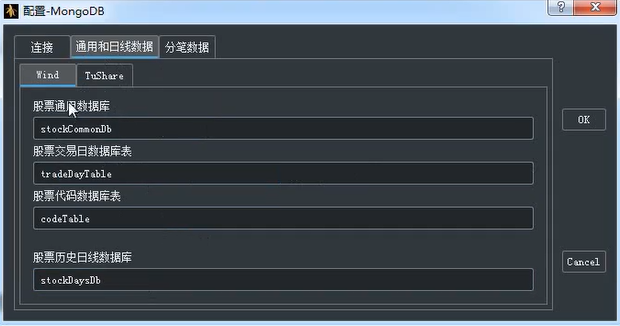 配置-MongoDB
连接 通用和日线数据 分笔数据
Wind TuShare
股票通用数据库
stockCommonDb
OK
股票交易日数据库表
tradeDayTable
股票代码数据库表
codeTable
股票历史日线数据库
Cancel
stockDaysDb